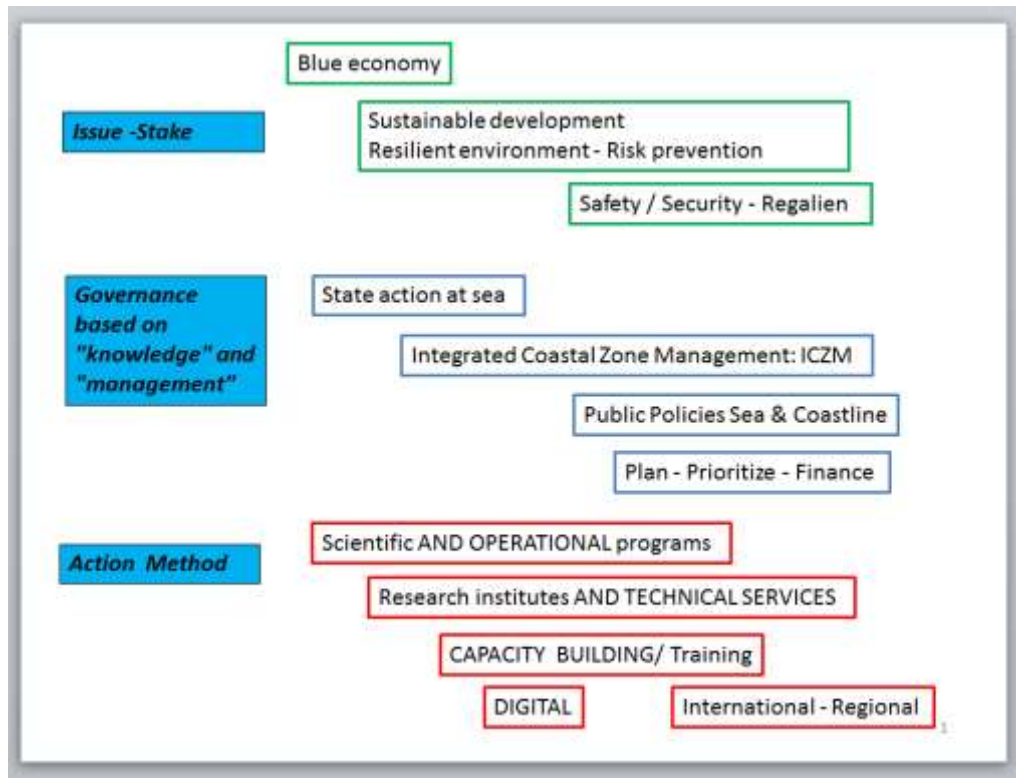 Blue economy
Issue -Stake
Sustainable development
Resilient environment - Risk prevention
Safety / Security - Regalien
Governance
based on
"knowledge" and
"management"
State action at sea
Integrated Coastal Zone Management: ICZM
Public Policies Sea & Coastline
Plan - Prioritize - Finance
Action  Method
Scientific AND OPERATIONAL programs
Research institutes AND TECHNICAL SERVICES
CAPACITY  BUILDING/ Training
DIGITAL
International - Regional
1